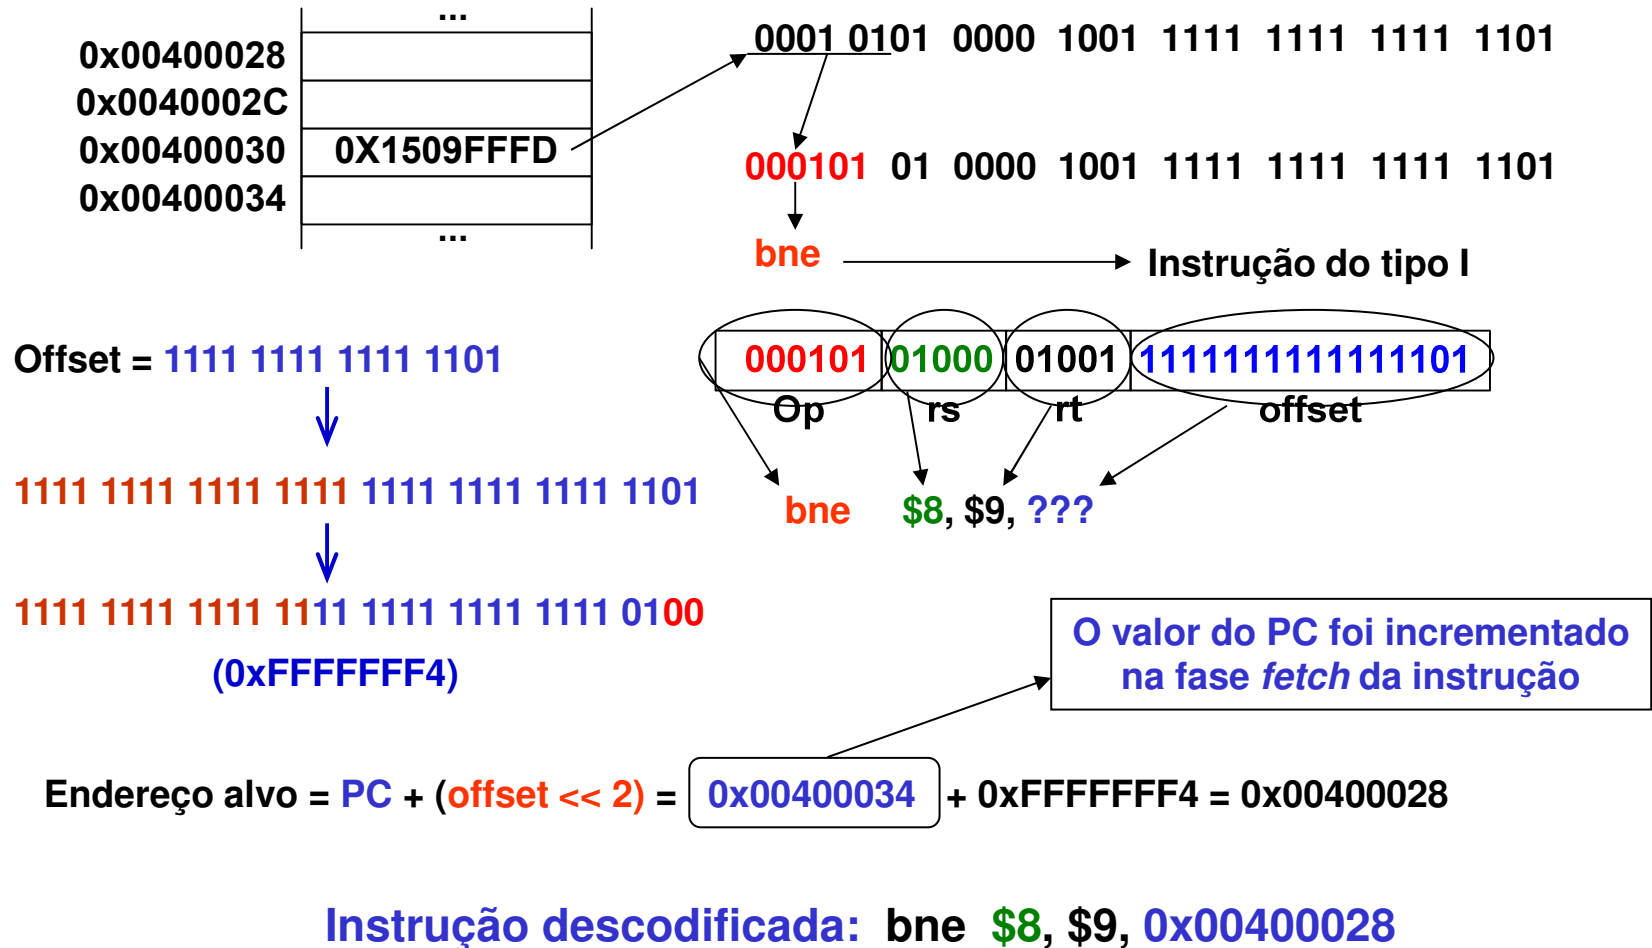 ...
0x00400028
0x0040002C
0x00400030 0X1509FFFD
0x00400034
...
0001 0101 0000 1001 1111 1111 1111 1101
000101 01 0000 1001 1111 1111 1111 1101
bne
Instrução do tipo I
000101 01000 01001 1111111111111101
Op rs rt offset
bne $8, $9, ???
Offset = 1111 1111 1111 1101
1111 1111 1111 1111 1111 1111 1111 1101
1111 1111 1111 1111 1111 1111 1111 0100
(0xFFFFFFF4)
O valor do PC foi incrementado
na fase fetch da instrução
Endereço alvo = PC + (offset << 2) = 0x00400034 + 0xFFFFFFF4 = 0x00400028
Instrução descodificada: bne $8, $9, 0x00400028